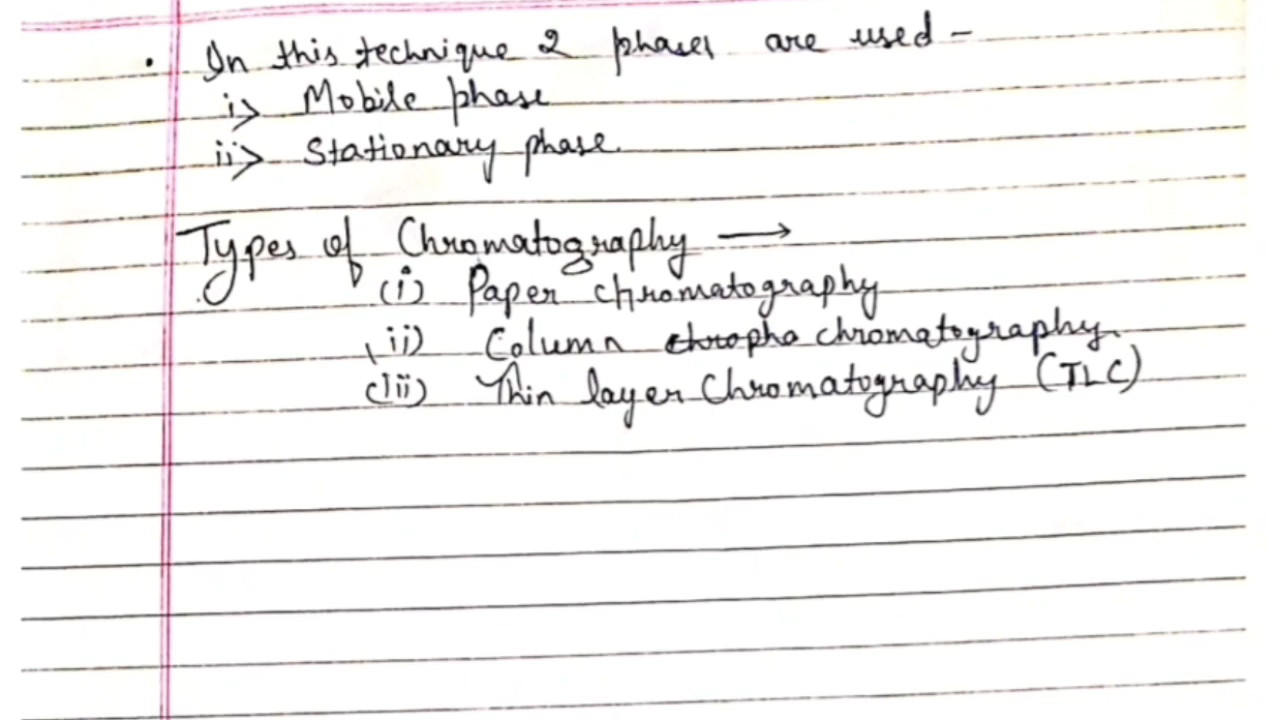 • In this technique 2 phases are used -
i> Mobile phase
ii> Stationary phase.
Types of Chromatography →
(i) Paper chromatography
(ii) Column chropho chromatography.
(iii) Thin layer Chromatography (TLC)